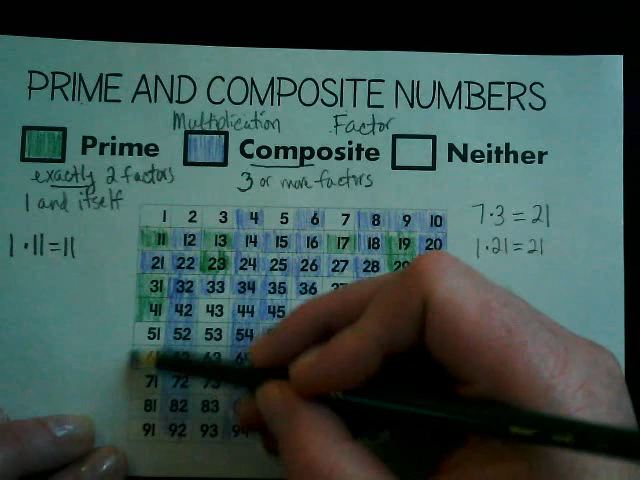 PRIME AND COMPOSITE NUMBERS
Multiplication Factor
Prime Composite Neither
exactly 2 factors 3 or more factors
1 and itself
7·3=21
1·11=11 1·21=21
1 2 3 4 5 6 7 8 9 10
11 12 13 14 15 16 17 18 19 20
21 22 23 24 25 26 27 28 29
31 32 33 34 35 36
41 42 43 44 45
51 52 53 54
63
71 72 73
81 82 83
91 92 93 94